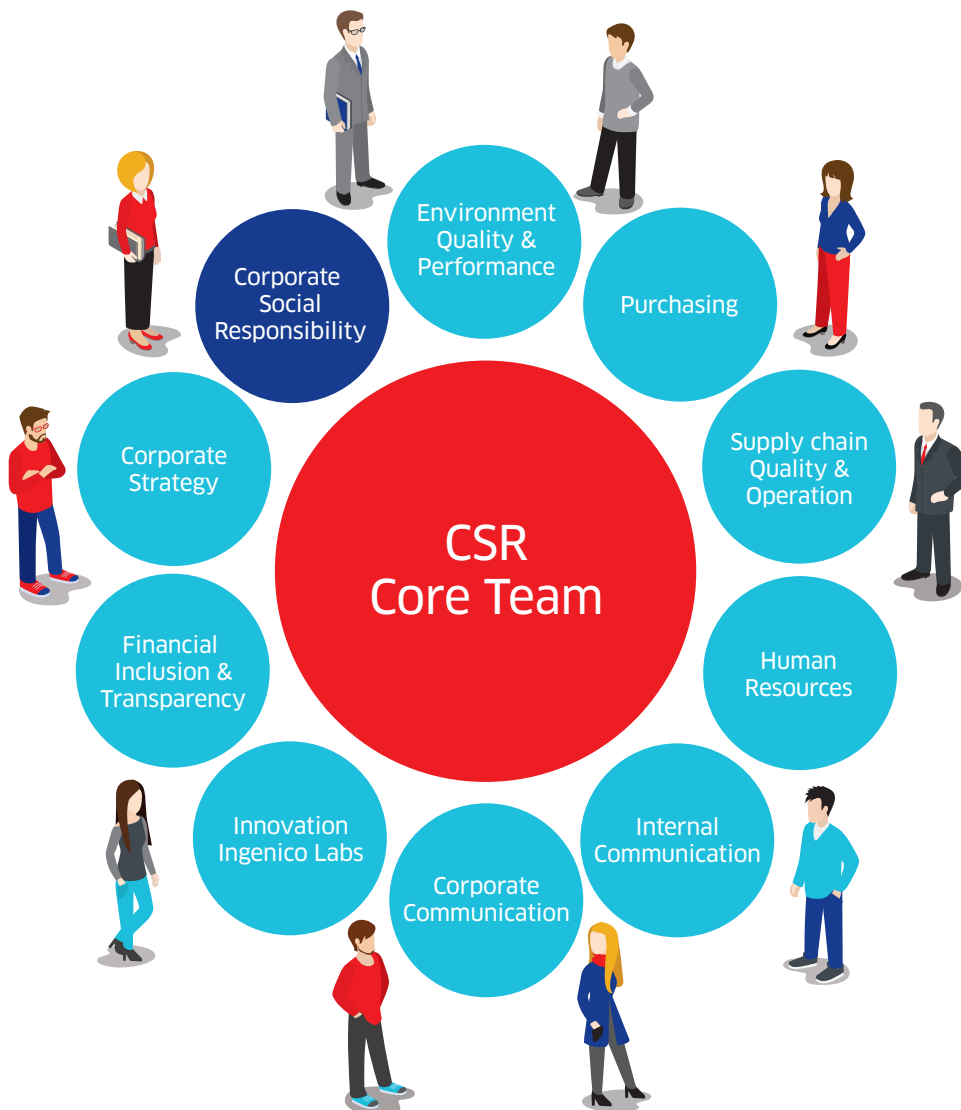 Environment
Quality &
Performance
Corporate
Social
Responsibility
Purchasing
Corporate
Strategy
Supply chain
Quality &
Operation
CSR
Core Team
Financial
Inclusion &
Transparency
Human
Resources
Innovation
Ingenico Labs
Internal
Communication
Corporate
Communication